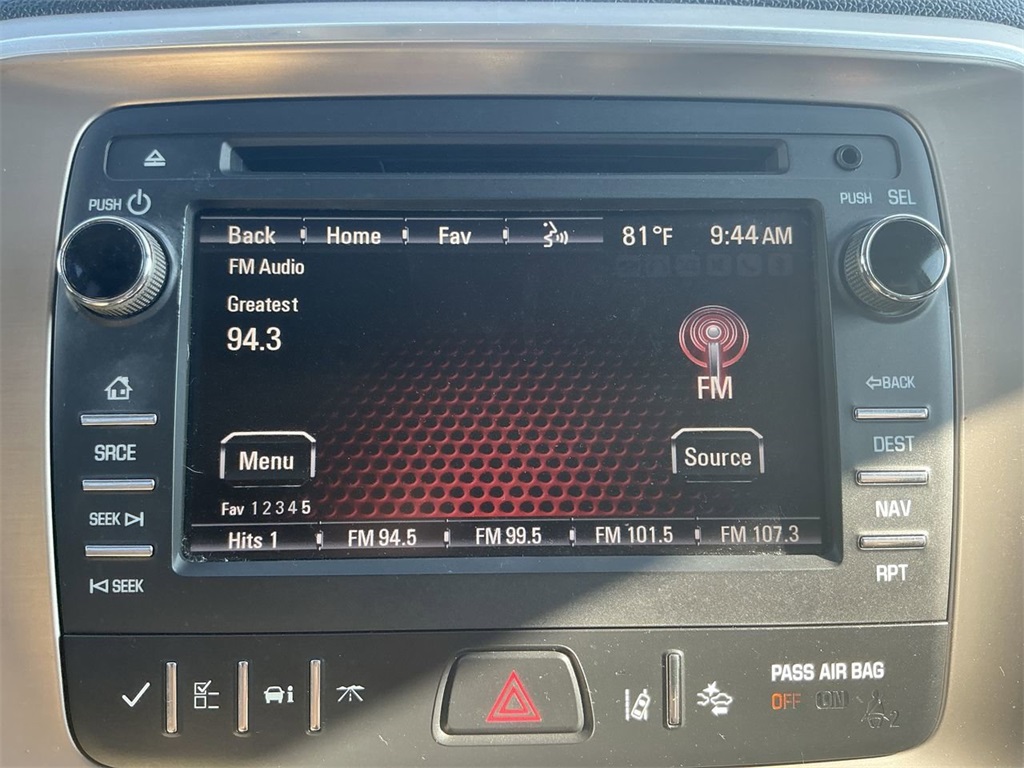 PUSH
PUSH SEL
Back Home Fav 81°F 9:44 AM
FM Audio
Greatest
94.3
FM
BACK
SRCE
DEST
Menu Source
SEEK
NAV
Fav 1 2 3 4 5
Hits 1 FM 94.5 FM 99.5 FM 101.5 FM 107.3
SEEK
RPT
PASS AIR BAG
OFF ON
2